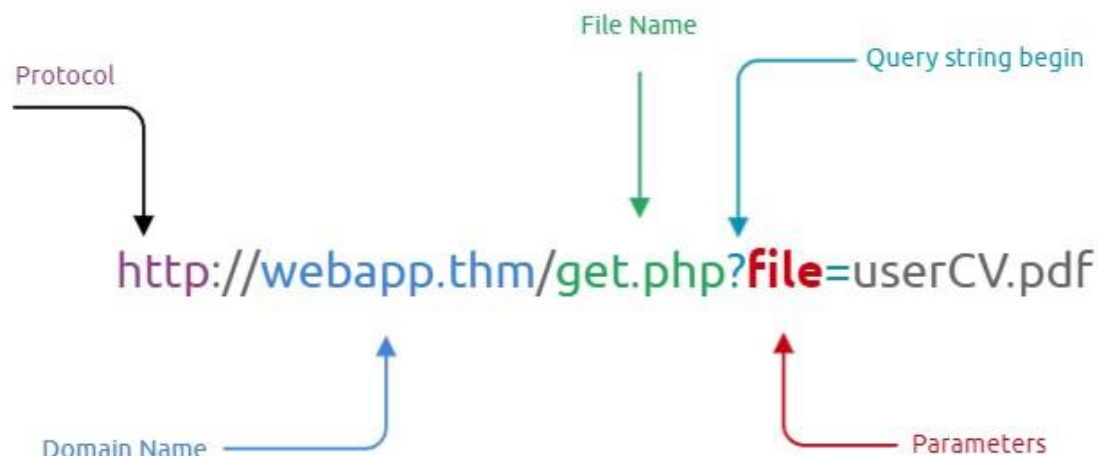 File Name
Query string begin
Protocol
http://webapp.thm/get.php?file=userCV.pdf
Domain Name
Parameters